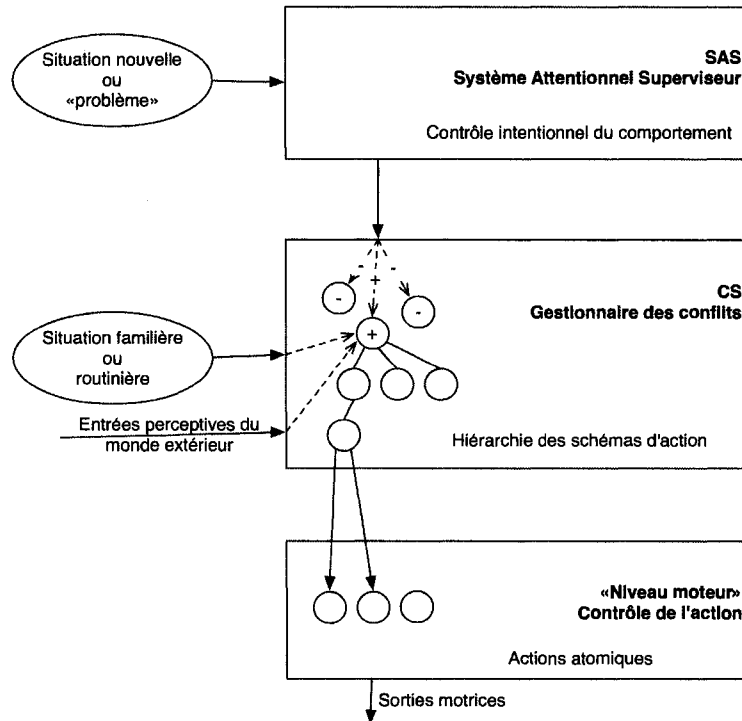 Situation nouvelle
ou
«problème»
SAS
Système Attentionnel Superviseur
Contrôle intentionnel du comportement
-
+
-
-
-
CS
Gestionnaire des conflits
Situation familière
ou
routinière
+
Entrées perceptives du
monde extérieur
Hiérarchie des schémas d'action
«Niveau moteur»
Contrôle de l'action
Actions atomiques
Sorties motrices